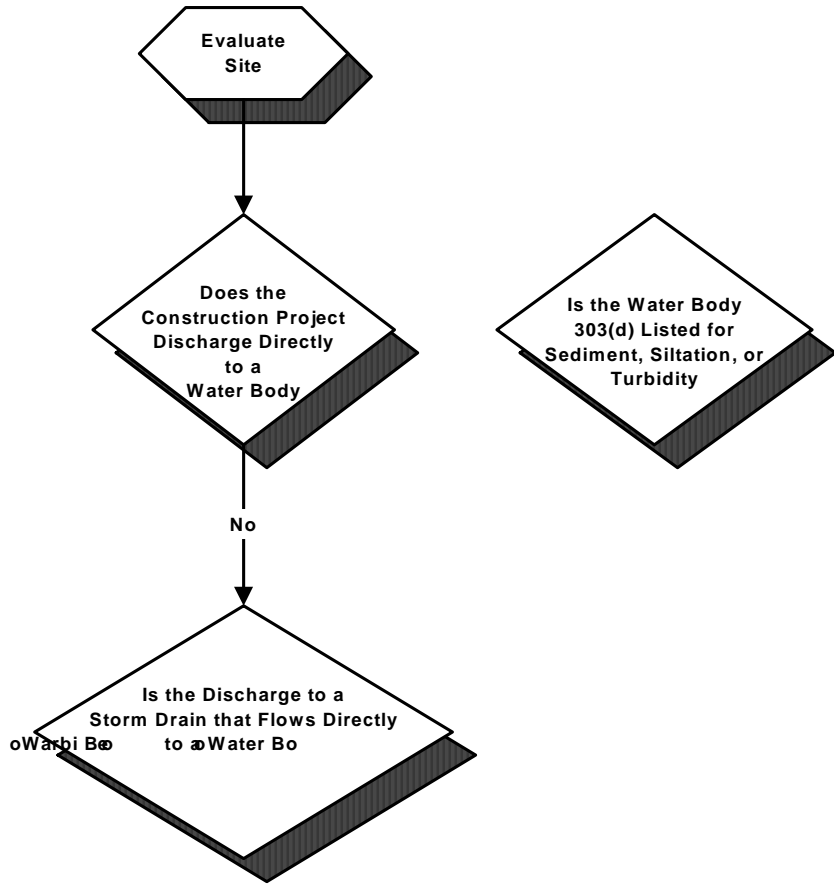 Evaluate
Site
Does the
Construction Project
Discharge Directly
to a
Water Body
Is the Water Body
303(d) Listed for
Sediment, Siltation, or
Turbidity
No
Is the Discharge to a
Storm Drain that Flows Directly
to a Water Bo